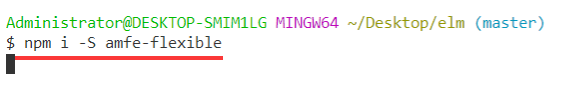 Administrator@DESKTOP-SMIM1LG MINGW64 ~/Desktop/elm (master)
$ npm i -S amfe-flexible